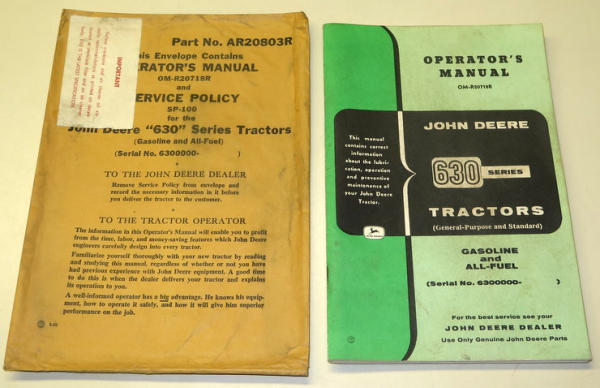 Part No. AR20803R
This Envelope Contains
OPERATOR'S MANUAL
OM-R20718R
and
SERVICE POLICY
SP-100
for the
John Deere "630" Series Tractors
(Gasoline and All-Fuel)
(Serial No. 6300000- )
TO THE JOHN DEERE DEALER
Remove Service Policy from envelope and
record the necessary information in it before
you deliver the tractor to the customer.
TO THE TRACTOR OPERATOR
The information in this Operator's Manual will enable you to profit
from the time, labor, and money-saving features which John Deere
engineers carefully design into every tractor.
Familiarize yourself thoroughly with your new tractor by reading
and studying this manual, regardless of whether or not you have
had previous experience with John Deere equipment. A good time
to do this is when the dealer delivers your tractor and explains
its operation to you.
A well-informed operator has a big advantage. He knows his equip-
ment, how to operate it safely, and how it will give him superior
performance on the job.
IMPORTANT
OPERATOR'S
MANUAL
OM-R20718R
This manual
contains correct
information
about the lubri-
cation, operation
and preventive
maintenance of
your John Deere
Tractor.
JOHN DEERE
630 SERIES
TRACTORS
(General-Purpose and Standard)
GASOLINE
and
ALL-FUEL
(Serial No. 6300000- )
For the best service see your
JOHN DEERE DEALER
Use Only Genuine John Deere Parts